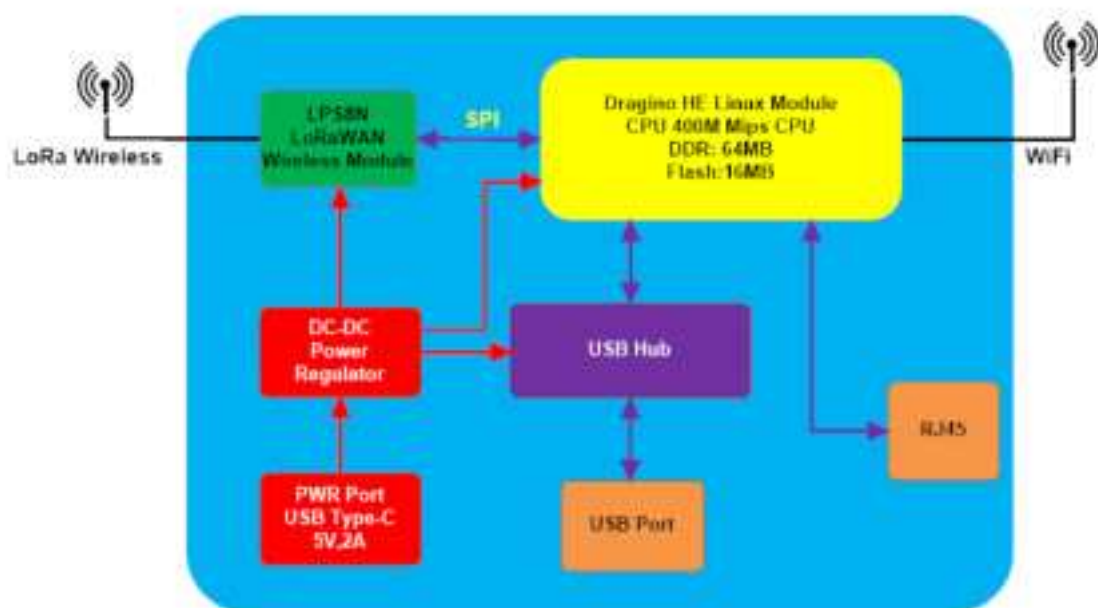 LPS8N
LoRaWAN
Wireless Module
SPI
Dragino HE Linux Module
CPU 400M Mips CPU
DDR: 64MB
Flash:16MB
LoRa Wireless
WiFi
DC-DC
Power
Regulator
USB Hub
RJ45
PWR Port
USB Type-C
5V,2A
USB Port